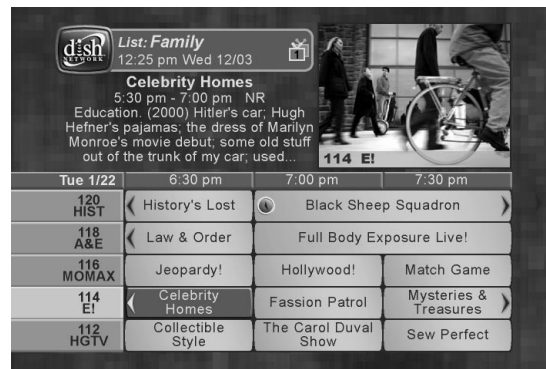 dish
NETWORK
List: Family
12:25 pm Wed 12/03
1
Celebrity Homes
5:30 pm - 7:00 pm NR
Education. (2000) Hitler's car; Hugh
Hefner's pajamas; the dress of Marilyn
Monroe's movie debut; some old stuff
out of the trunk of my car; used...
114 E!
Tue 1/22 6:30 pm 7:00 pm 7:30 pm
120
HIST
History's Lost
Black Sheep Squadron
118
A&E
Law & Order
Full Body Exposure Live!
116
MOMAX
Jeopardy!
Hollywood!
Match Game
114
E!
Celebrity
Homes
Fassion Patrol
Mysteries &
Treasures
112
HGTV
Collectible
Style
The Carol Duval
Show
Sew Perfect